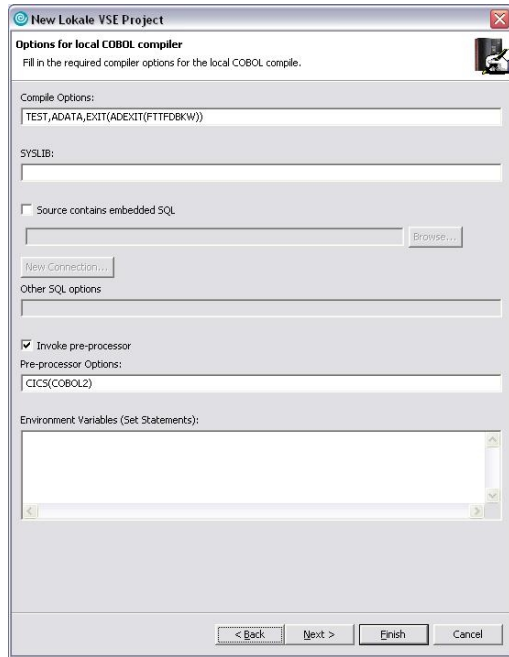 New Lokale VSE Project
Options for local COBOL compiler
Fill in the required compiler options for the local COBOL compile.
Compile Options:
TEST,ADATA,EXIT(ADEXIT(FTTFDBKW))
SYSLIB:
Source contains embedded SQL
Browse...
New Connection...
Other SQL options
Invoke pre-processor
Pre-processor Options:
CICS(COBOL2)
Environment Variables (Set Statements):
< Back Next > Finish Cancel